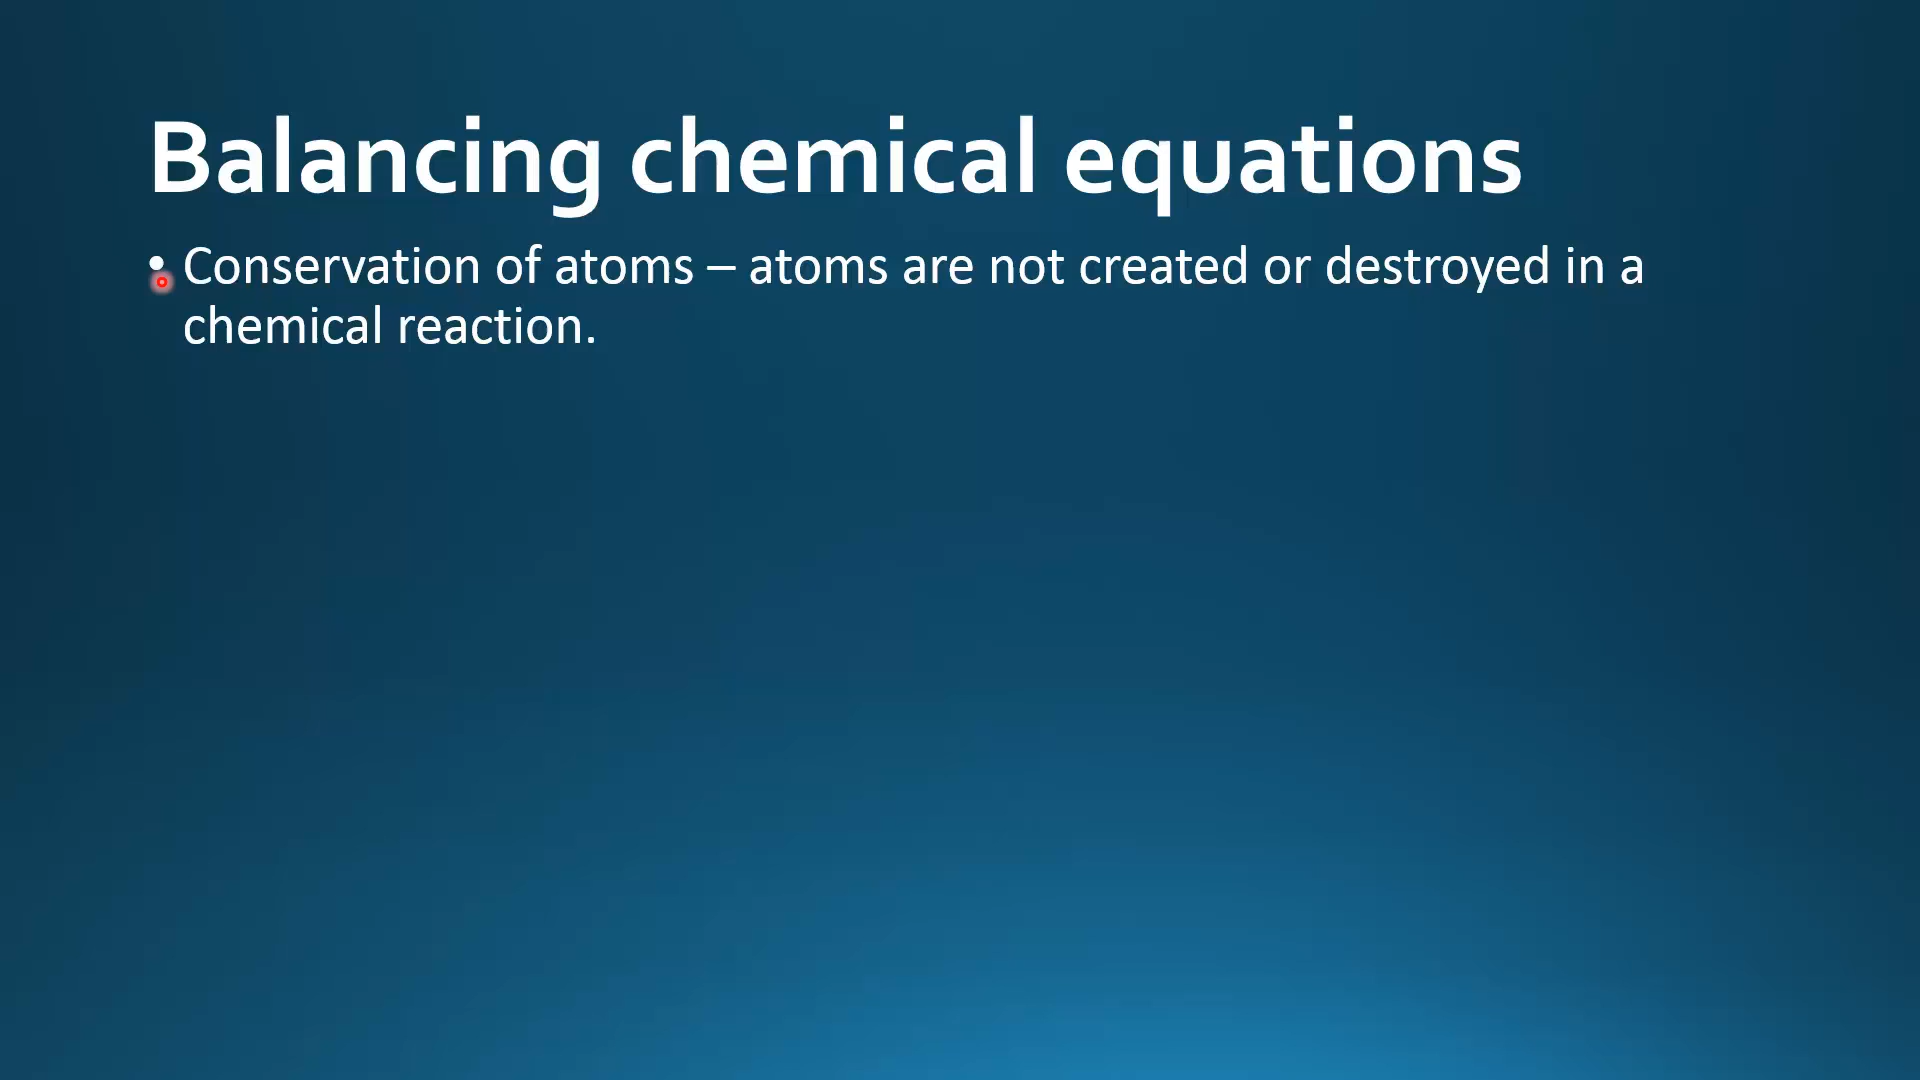 Balancing chemical equations
• Conservation of atoms – atoms are not created or destroyed in a
chemical reaction.